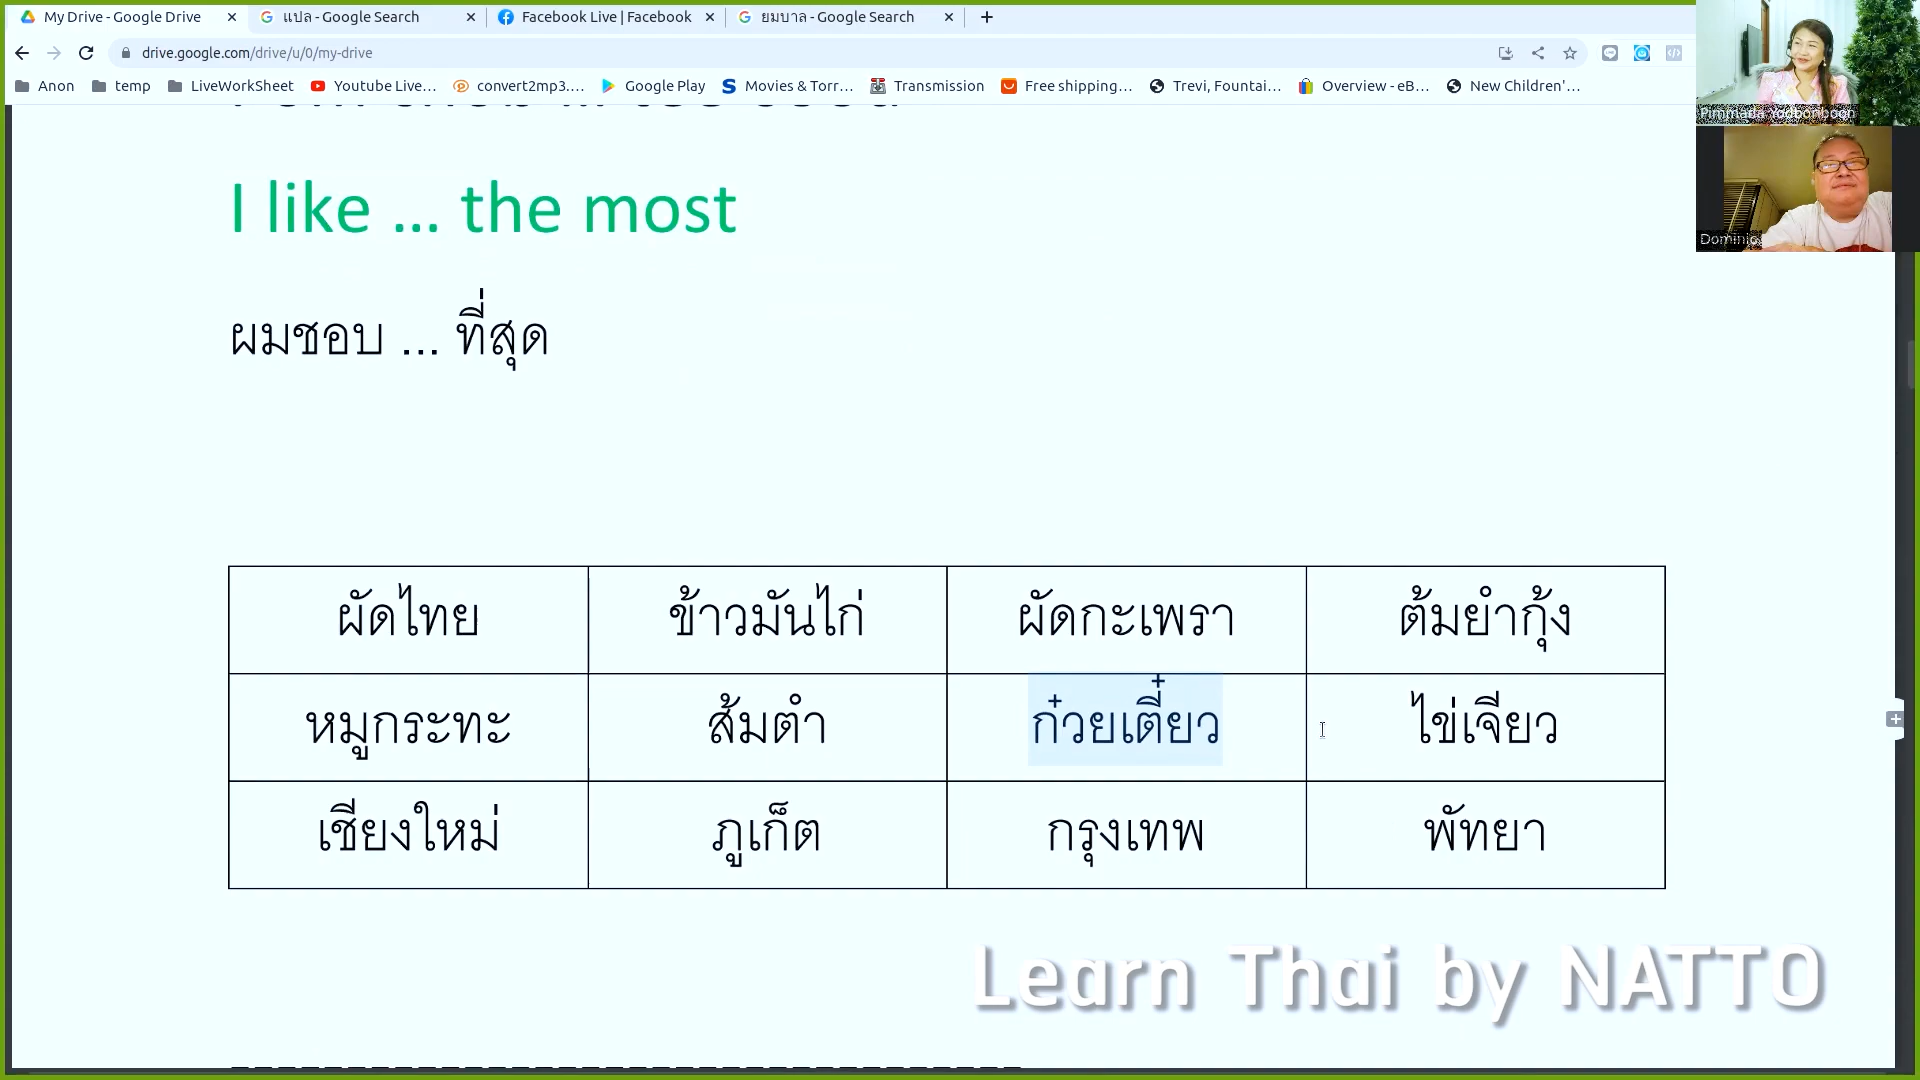 My Drive - Google Drive
แปล - Google Search
Facebook Live | Facebook
ยมบาล - Google Search
drive.google.com/drive/u/0/my-drive
Anon
temp
LiveWorkSheet
Youtube Live…
convert2mp3.…
Google Play
Movies & Torr…
Transmission
Free shipping…
Trevi, Fountai…
Overview - eB…
New Children'…
Pimmada Yoobonboon
Dominic
I like ... the most
ผมชอบ ... ที่สุด
ผัดไทย ข้าวมันไก่ ผัดกะเพรา ต้มยำกุ้ง
หมูกระทะ ส้มตำ ก๋วยเตี๋ยว ไข่เจียว
เชียงใหม่ ภูเก็ต กรุงเทพ พัทยา
Learn Thai by NATTO